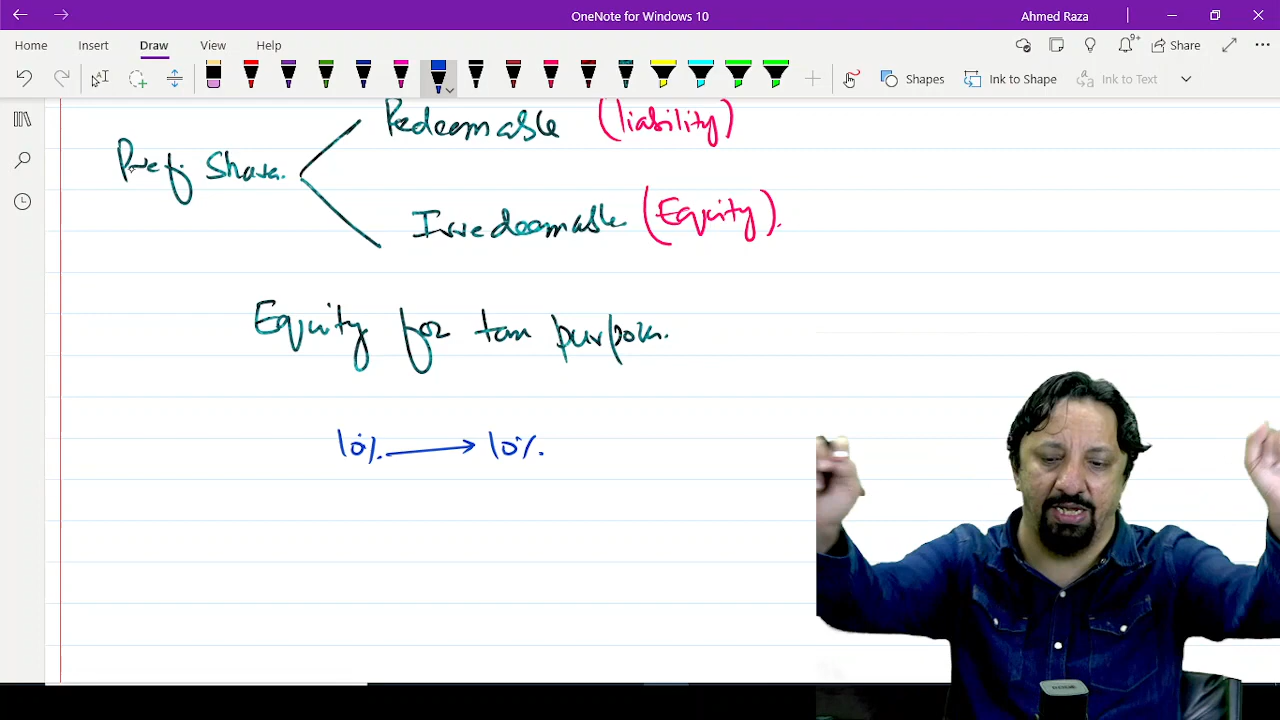 OneNote for Windows 10
Ahmed Raza
Home Insert Draw View Help
Share
Shapes Ink to Shape Ink to Text
Redeemable (liability)
Pref. Share.
Irredeemable (Equity).
Equity for tax purpose.
10% → 10%.